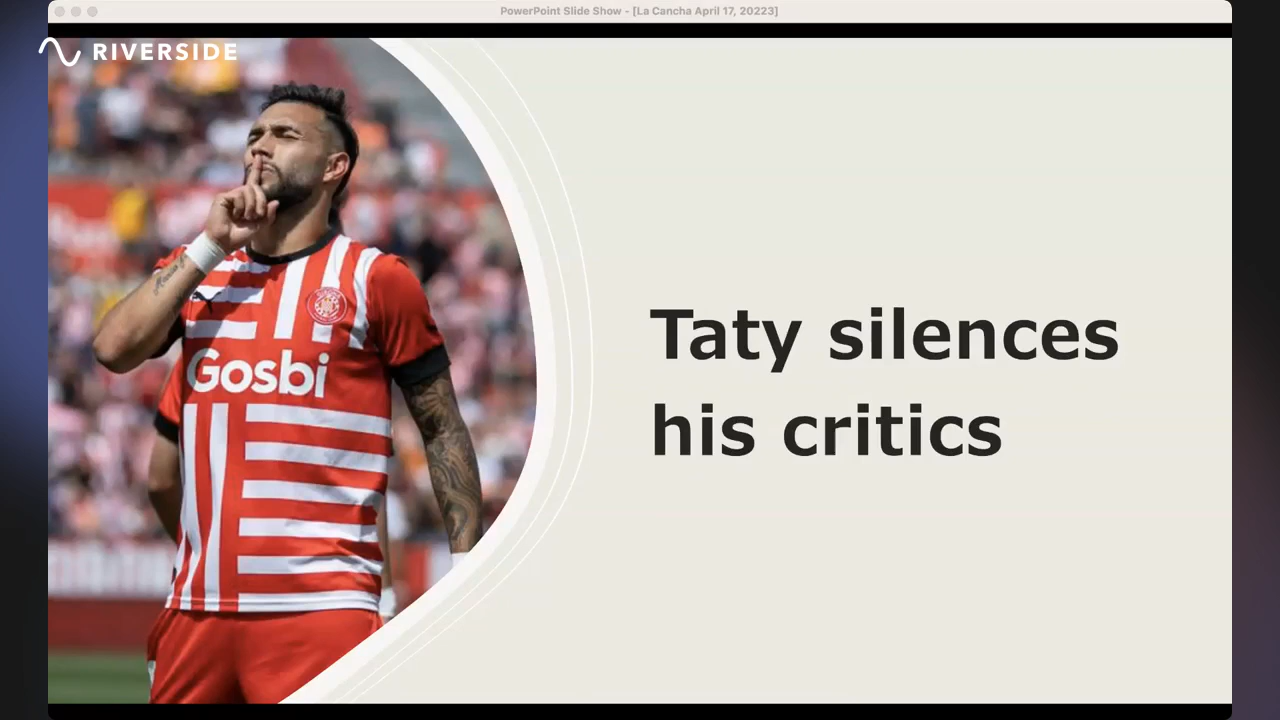 PowerPoint Slide Show - [La Cancha April 17, 20223]
RIVERSIDE
Taty silences
his critics
Gosbi